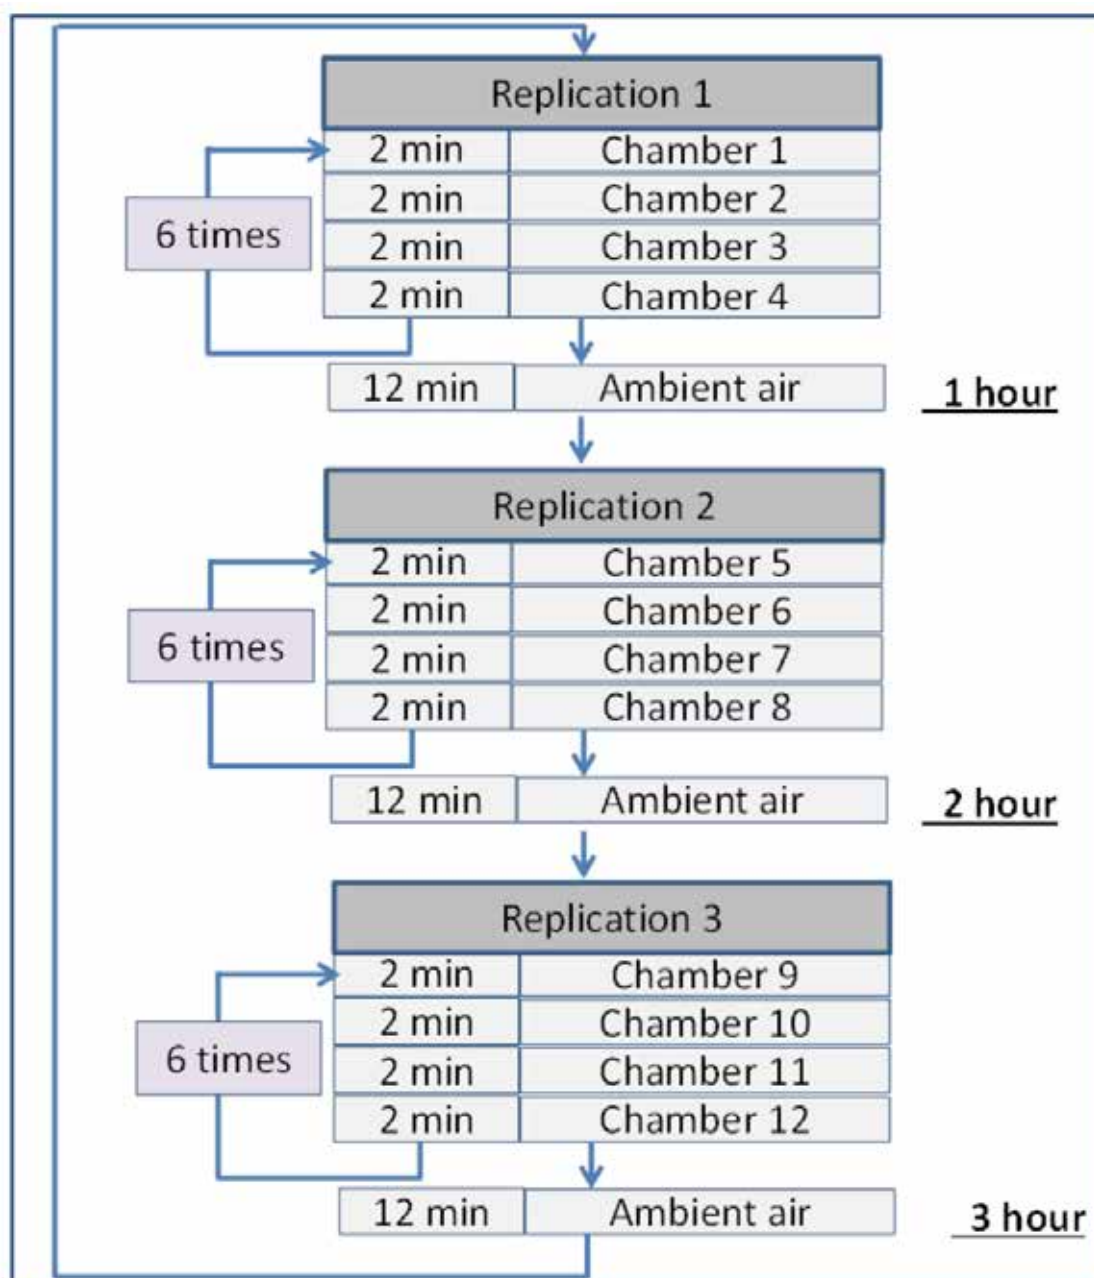 Replication 1
2 min Chamber 1
2 min Chamber 2
6 times
2 min Chamber 3
2 min Chamber 4
12 min Ambient air 1 hour
Replication 2
2 min Chamber 5
2 min Chamber 6
6 times
2 min Chamber 7
2 min Chamber 8
12 min Ambient air 2 hour
Replication 3
2 min Chamber 9
2 min Chamber 10
6 times
2 min Chamber 11
2 min Chamber 12
12 min Ambient air 3 hour